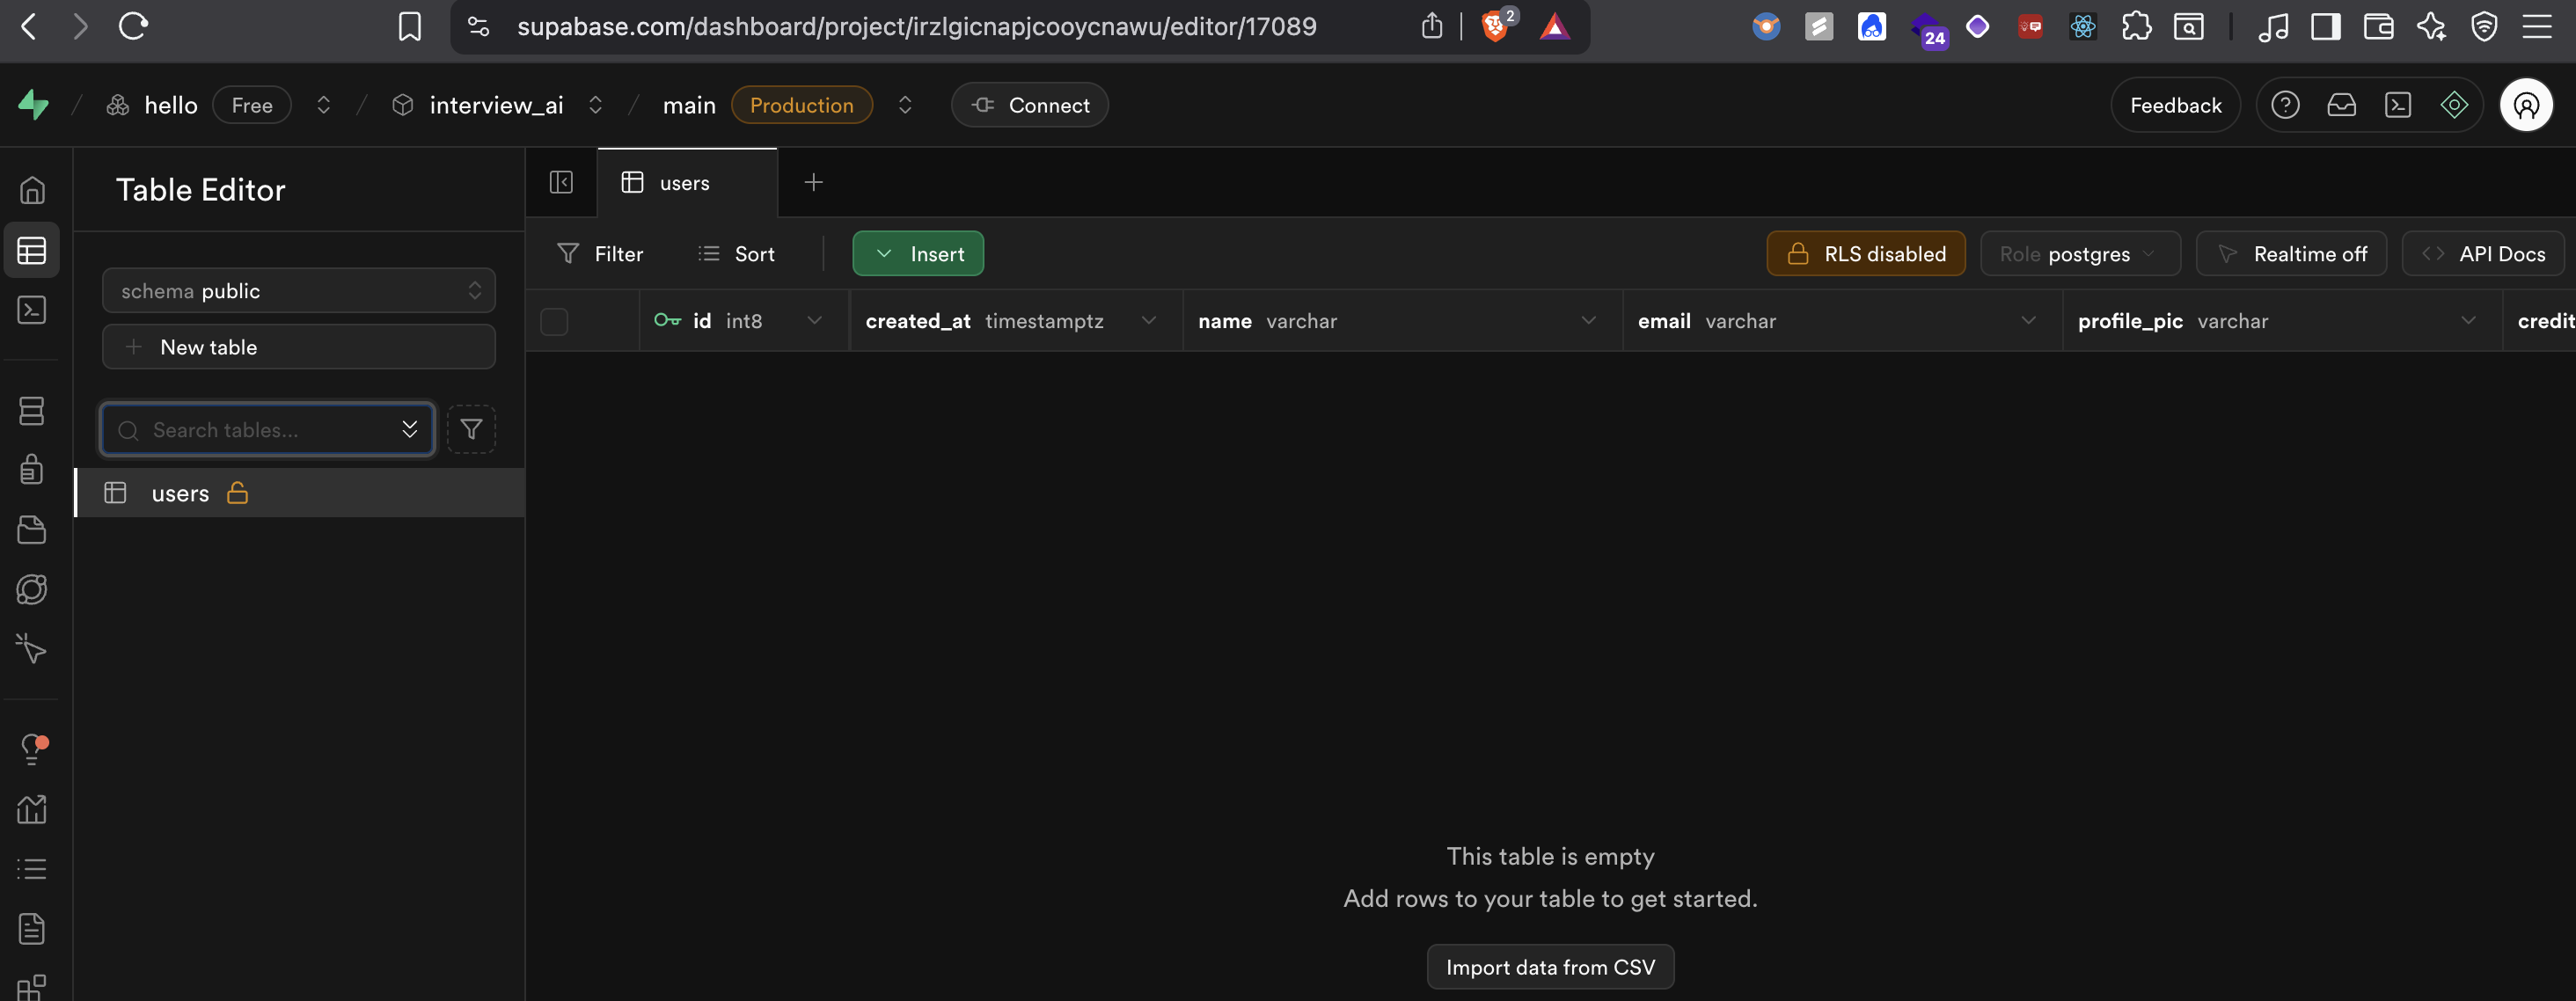 supabase.com/dashboard/project/irzlgicnapjcooycnawu/editor/17089
2
24
hello Free
interview_ai
main Production
Connect
Feedback
Table Editor
users
Filter
Sort
Insert
RLS disabled
Role postgres
Realtime off
API Docs
schema public
New table
id int8
created_at timestamptz
name varchar
email varchar
profile_pic varchar
credit
Search tables...
users
This table is empty
Add rows to your table to get started.
Import data from CSV